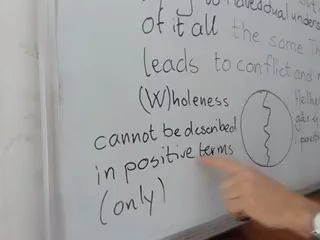 of it all the same Th
leads to conflict and
(W)holeness
cannot be described
in positive terms
(only)